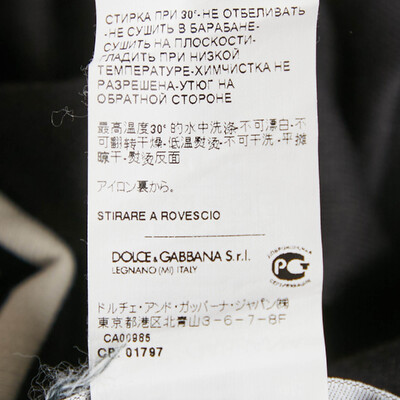 СТИРКА ПРИ 30°-НЕ ОТБЕЛИВАТЬ
-НЕ СУШИТЬ В БАРАБАНЕ-
СУШИТЬ НА ПЛОСКОСТИ-
ГЛАДИТЬ ПРИ НИЗКОЙ
ТЕМПЕРАТУРЕ-ХИМЧИСТКА НЕ
РАЗРЕШЕНА-УТЮГ НА
ОБРАТНОЙ СТОРОНЕ
最高温度30°的水中洗涤-不可漂白-不
可翻转干燥-低温熨烫-不可干洗-平摊
晾干-熨烫反面
アイロン裏から。
STIRARE A ROVESCIO
DOLCE & GABBANA S.r.l.
LEGNANO (MI) ITALY
PG
ドルチェ・アンド・ガッバーナ・ジャパン(株)
東京都港区北青山3-6-7-8F
CA00985
CP. 01797